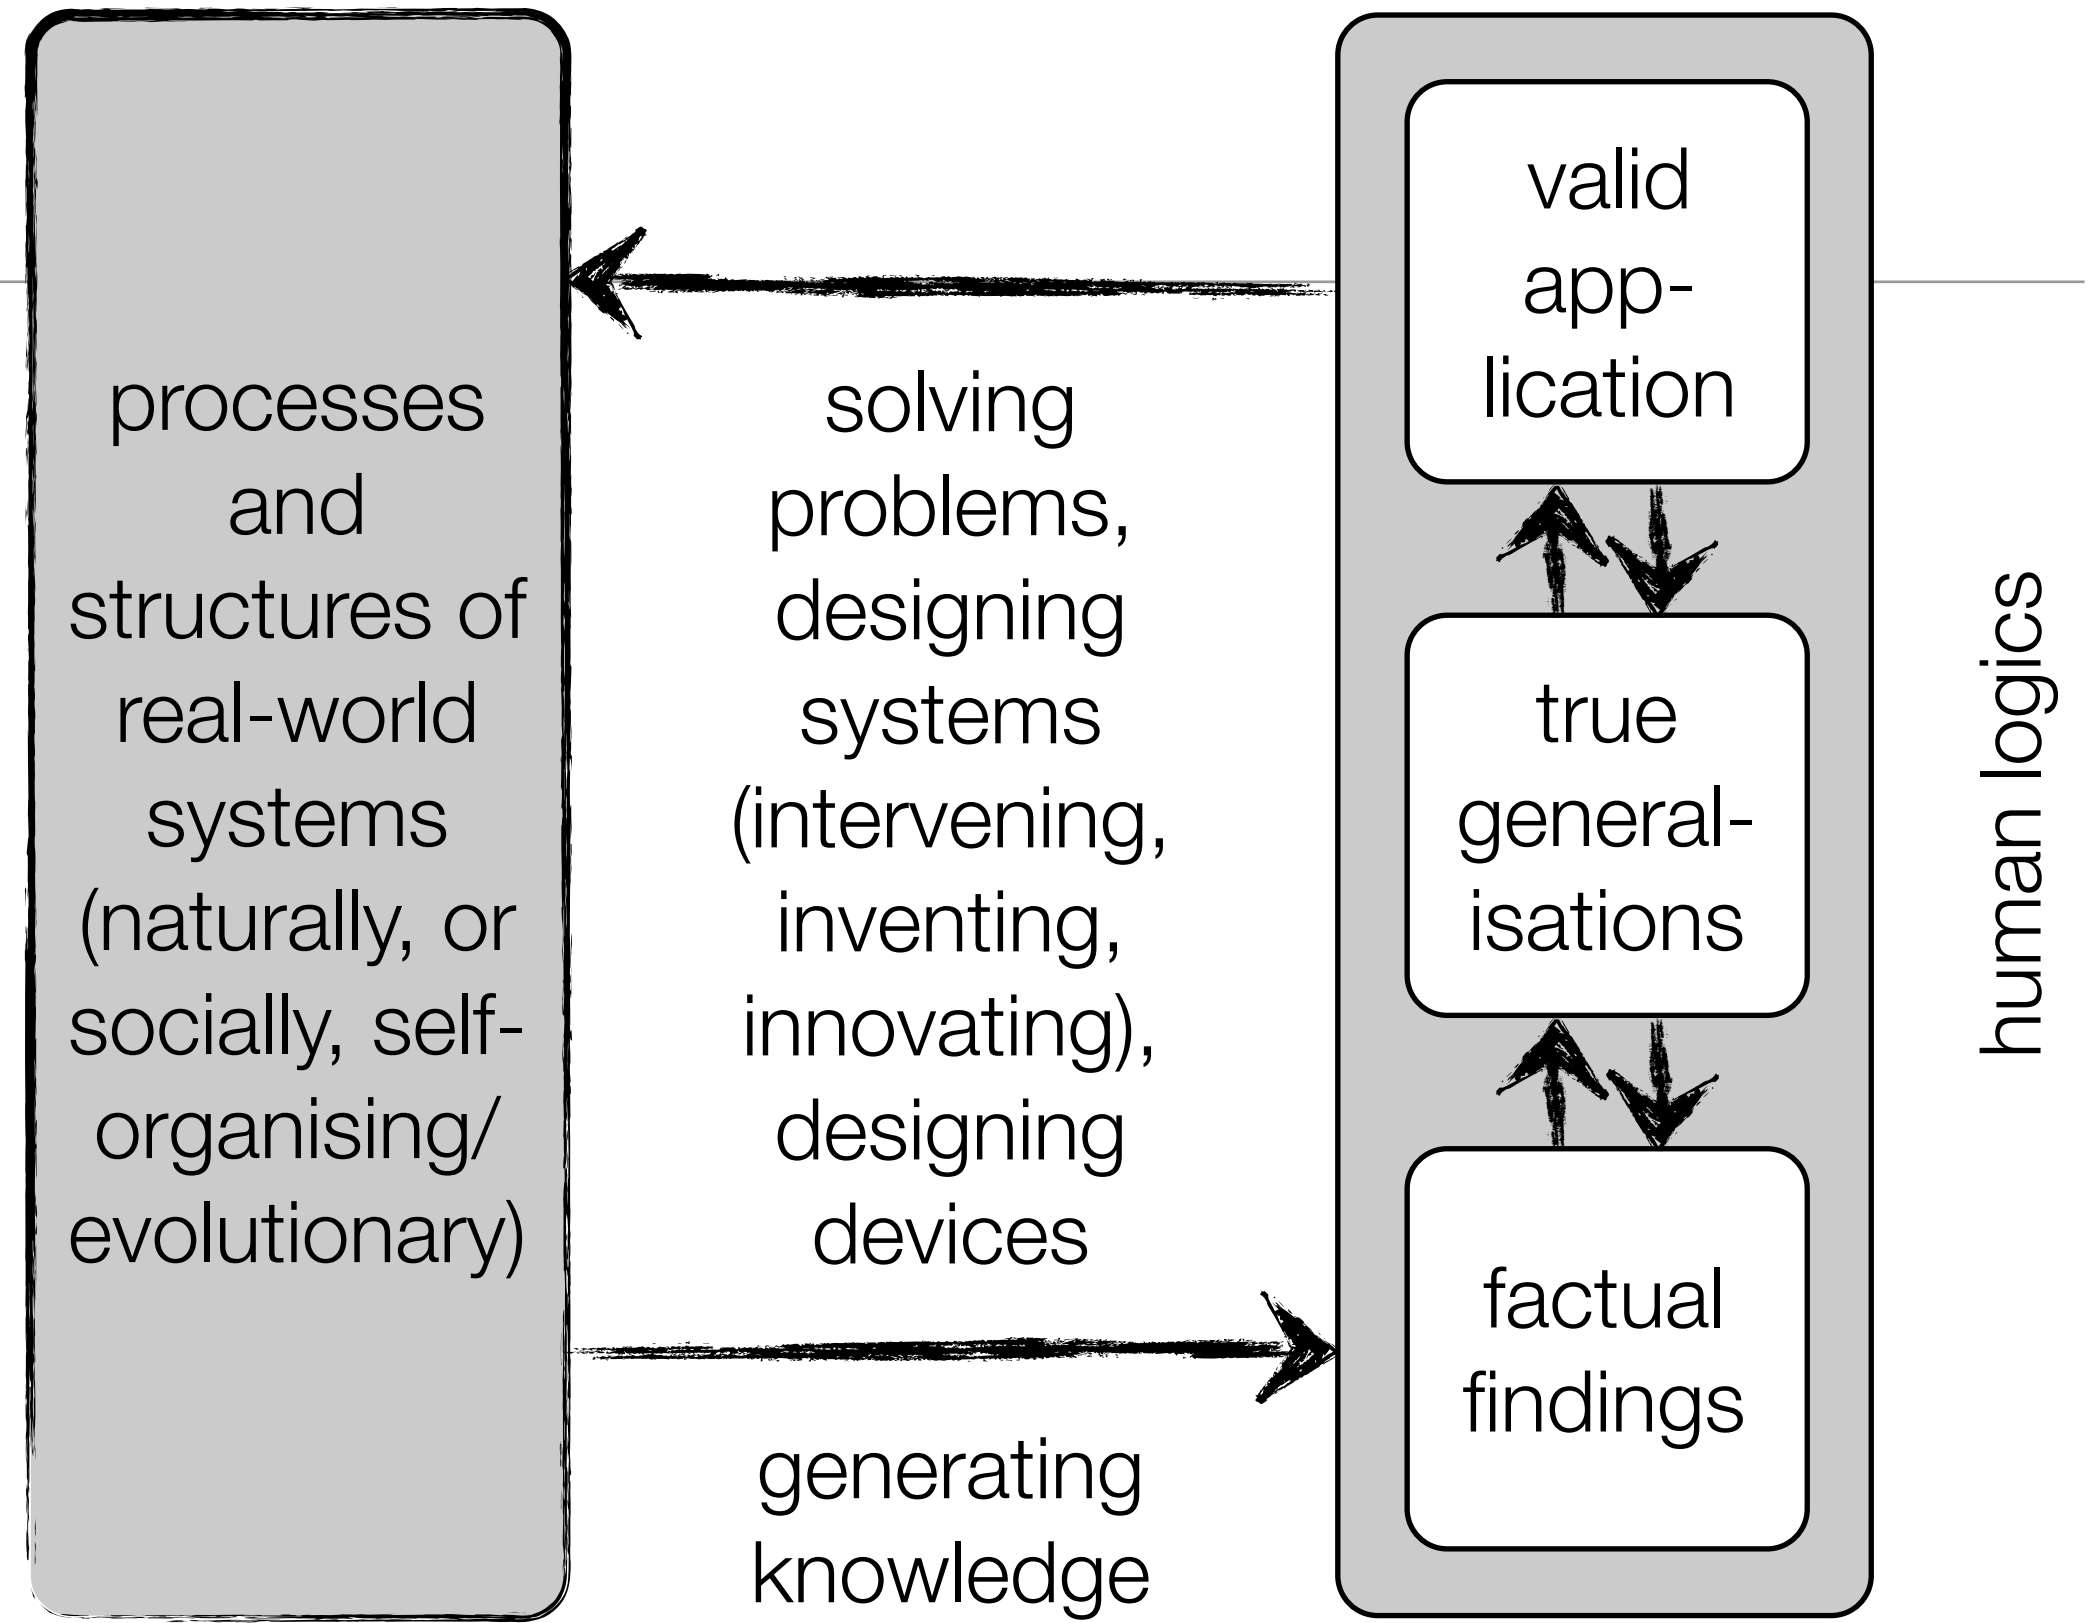 processes
and
structures of
real-world
systems
(naturally, or
socially, self-
organising/
evolutionary)
solving
problems,
designing
systems
(intervening,
inventing,
innovating),
designing
devices
generating
knowledge
valid
app-
lication
true
general-
isations
factual
findings
human logics